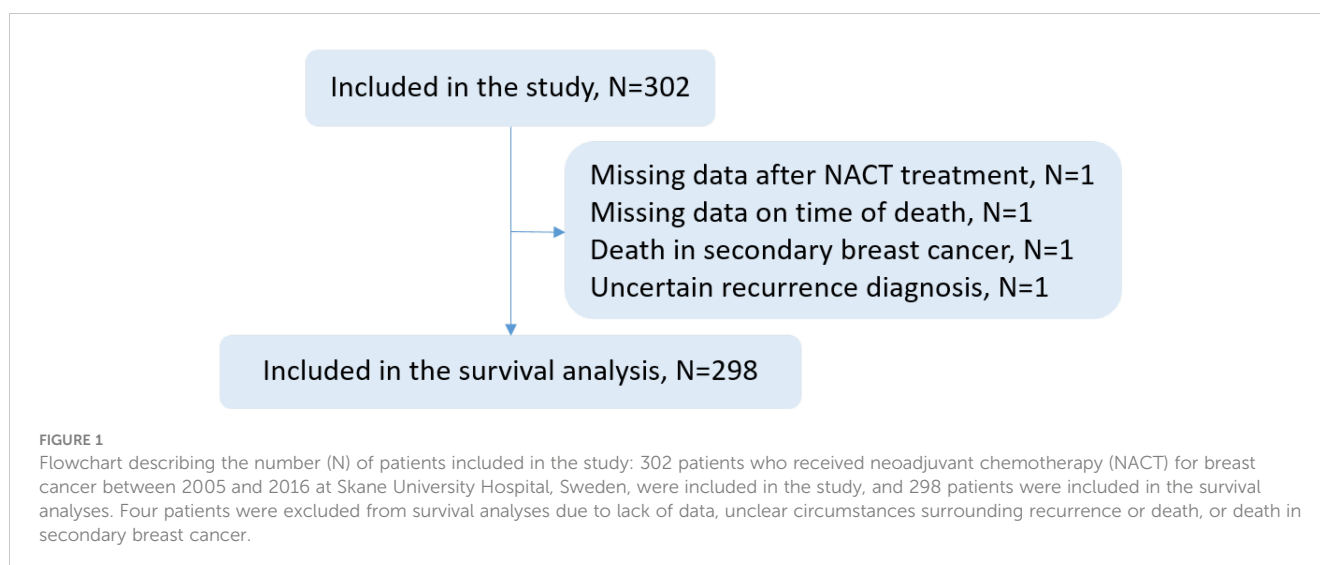 Included in the study, N=302
Missing data after NACT treatment, N=1
Missing data on time of death, N=1
Death in secondary breast cancer, N=1
Uncertain recurrence diagnosis, N=1
Included in the survival analysis, N=298
FIGURE 1
Flowchart describing the number (N) of patients included in the study: 302 patients who received neoadjuvant chemotherapy (NACT) for breast
cancer between 2005 and 2016 at Skane University Hospital, Sweden, were included in the study, and 298 patients were included in the survival
analyses. Four patients were excluded from survival analyses due to lack of data, unclear circumstances surrounding recurrence or death, or death in
secondary breast cancer.